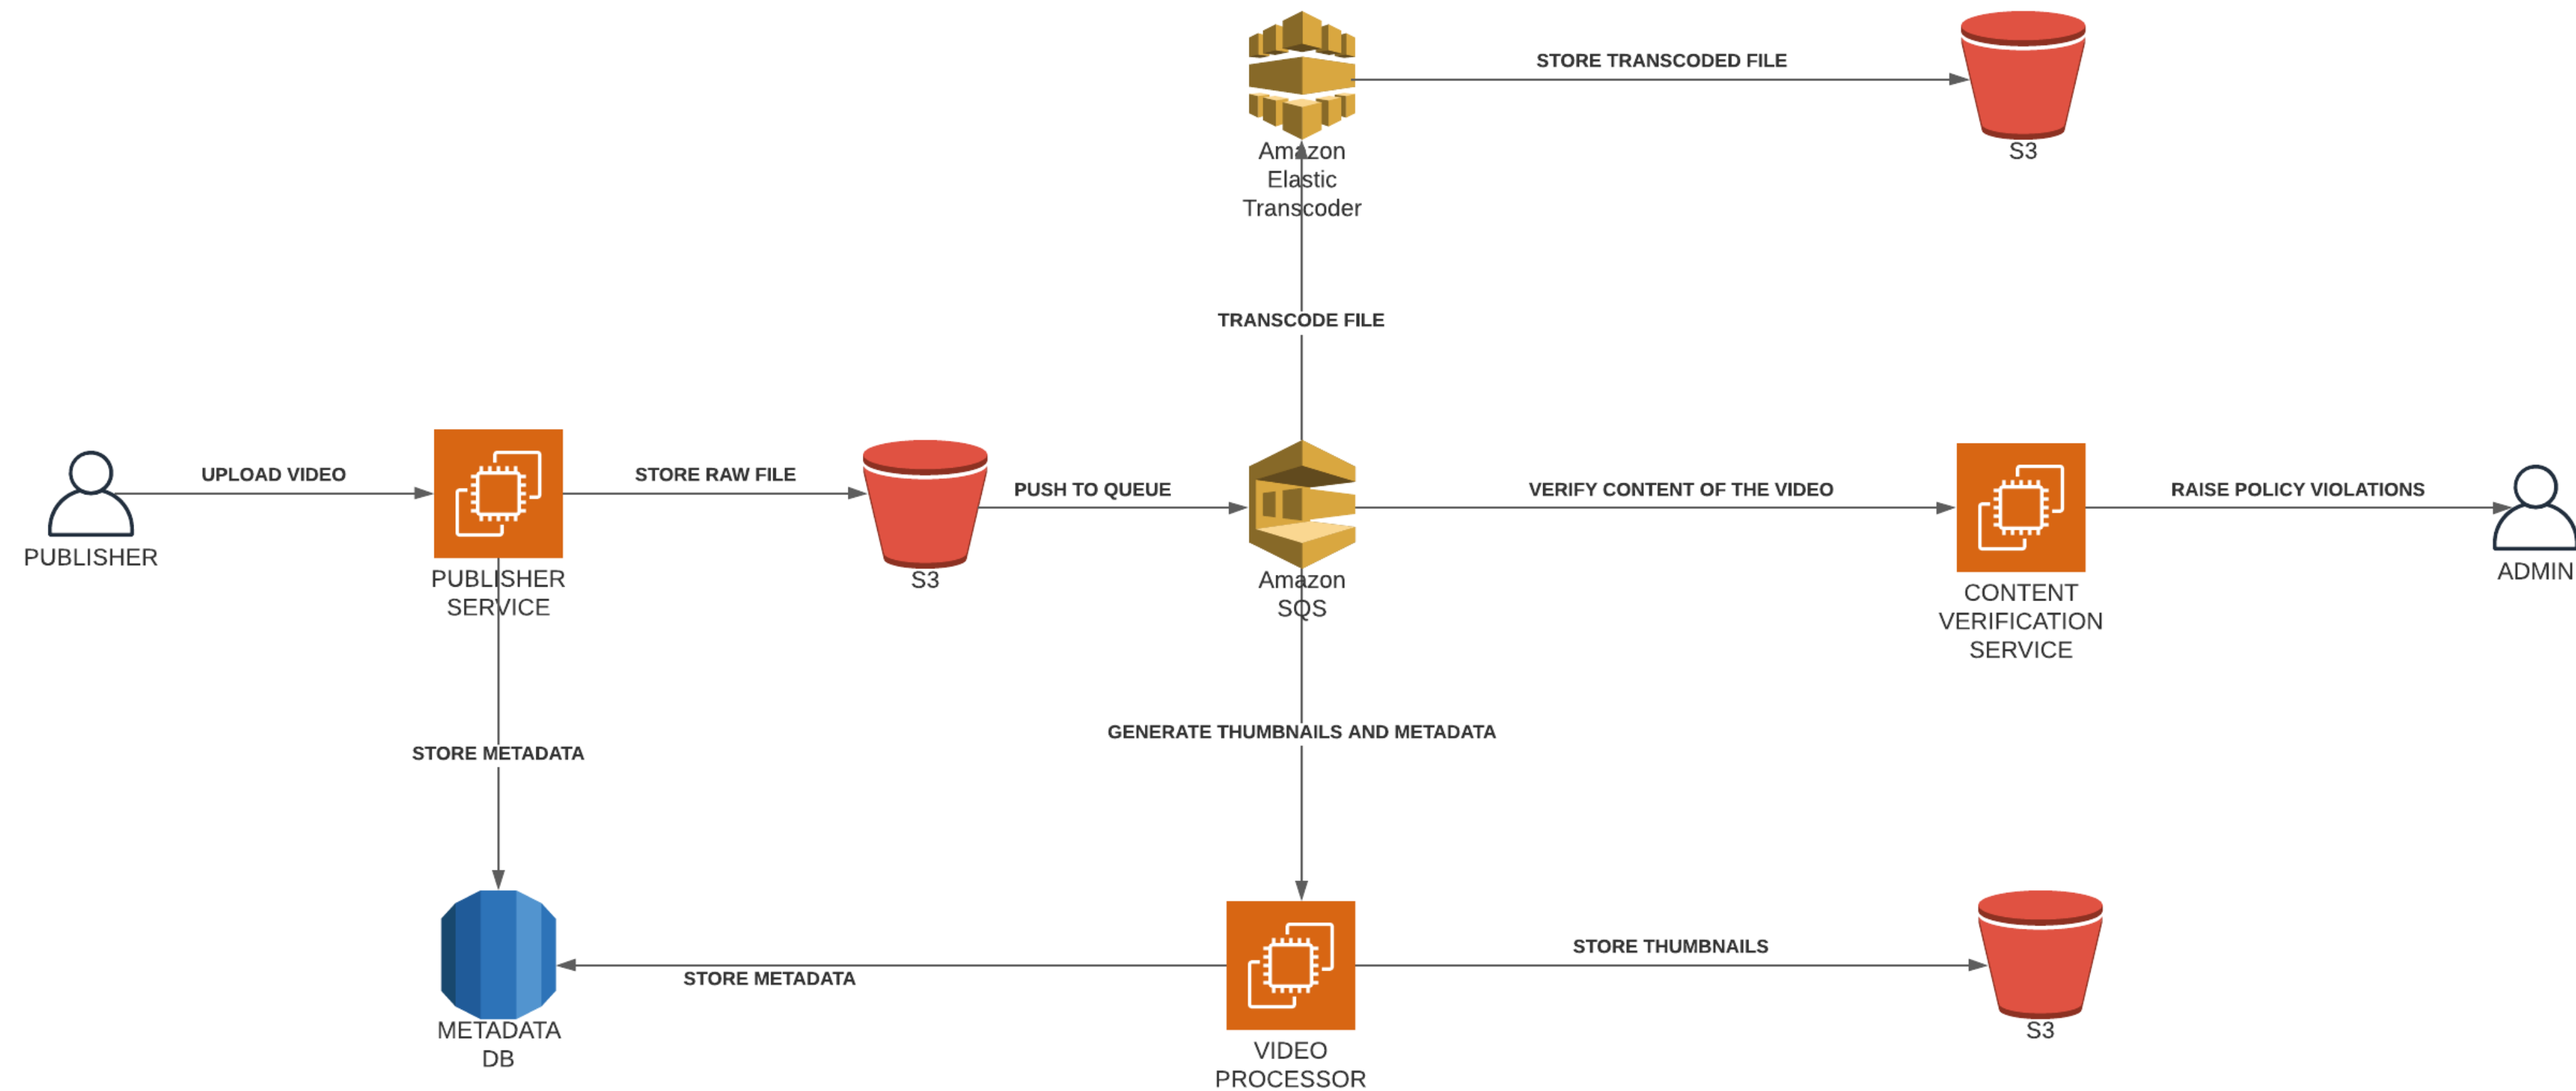 STORE TRANSCODED FILE
Amazon
Elastic
Transcoder
S3
TRANSCODE FILE
UPLOAD VIDEO
STORE RAW FILE
PUSH TO QUEUE
VERIFY CONTENT OF THE VIDEO
RAISE POLICY VIOLATIONS
PUBLISHER
PUBLISHER
SERVICE
S3
Amazon
SQS
CONTENT
VERIFICATION
SERVICE
ADMIN
STORE METADATA
GENERATE THUMBNAILS AND METADATA
STORE METADATA
STORE THUMBNAILS
METADATA
DB
VIDEO
PROCESSOR
S3